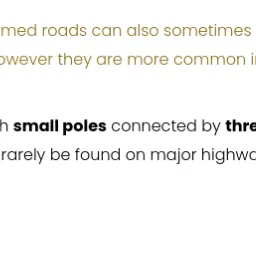 med roads can also sometimes
owever they are more common i
h small poles connected by thre
rarely be found on major highwa